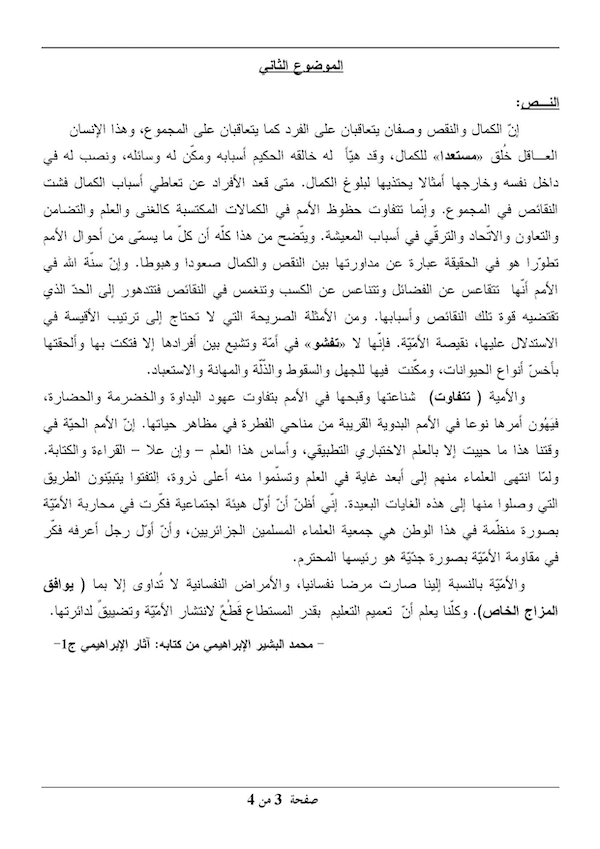 الموضوع الثاني
النــص:
إنّ الكمال والنقص وصفان يتعاقبان على الفرد كما يتعاقبان على المجموع، وهذا الإنسان
العــاقل خُلق «مستعدا» للكمال، وقد هيّأ له خالقه الحكيم أسبابه ومكّن له وسائله، ونصب له في
داخل نفسه وخارجها أمثالا يحتذيها لبلوغ الكمال. متى قعد الأفراد عن تعاطي أسباب الكمال فشت
النقائص في المجموع. وإنّما تتفاوت حظوظ الأمم في الكمالات المكتسبة كالغنى والعلم والتضامن
والتعاون والاتّحاد والترقّي في أسباب المعيشة. ويتّضح من هذا كلّه أن كلّ ما يسمّى من أحوال الأمم
تطوّرا هو في الحقيقة عبارة عن مداورتها بين النقص والكمال صعودا وهبوطا. وإنّ سنّة الله في
الأمم أنّها تتقاعس عن الفضائل وتتناعس عن الكسب وتنغمس في النقائص فتتدهور إلى الحدّ الذي
تقتضيه قوة تلك النقائص وأسبابها. ومن الأمثلة الصريحة التي لا تحتاج إلى ترتيب الأقيسة في
الاستدلال عليها، نقيصة الأمّيّة. فإنّها لا «تفشو» في أمّة وتشيع بين أفرادها إلا فتكت بها وألحقتها
بأخسّ أنواع الحيوانات، ومكّنت فيها للجهل والسقوط والذّلّة والمهانة والاستعباد.
والأمية ( تتفاوت) شناعتها وقبحها في الأمم بتفاوت عهود البداوة والخضرمة والحضارة،
فيَهُون أمرها نوعا في الأمم البدوية القريبة من مناحي الفطرة في مظاهر حياتها. إنّ الأمم الحيّة في
وقتنا هذا ما حييت إلا بالعلم الاختباري التطبيقي، وأساس هذا العلم – وإن علا – القراءة والكتابة.
ولمّا انتهى العلماء منهم إلى أبعد غاية في العلم وتسنّموا منه أعلى ذروة، اِلتفتوا يتبيّنون الطريق
التي وصلوا منها إلى هذه الغايات البعيدة. إنّي أظنّ أنّ أوّل هيئة اجتماعية فكّرت في محاربة الأمّيّة
بصورة منظّمة في هذا الوطن هي جمعية العلماء المسلمين الجزائريين، وأنّ أوّل رجل أعرفه فكّر
في مقاومة الأمّيّة بصورة جدّيّة هو رئيسها المحترم.
والأمّيّة بالنسبة إلينا صارت مرضا نفسانيا، والأمراض النفسانية لا تُداوى إلا بما ( يوافق
المزاج الخاص). وكلّنا يعلم أنّ تعميم التعليم بقدر المستطاع قَطْعٌ لانتشار الأمّيّة وتضييقٌ لدائرتها.
– محمد البشير الإبراهيمي من كتابه: آثار الإبراهيمي ج1–
صفحة 3 من 4